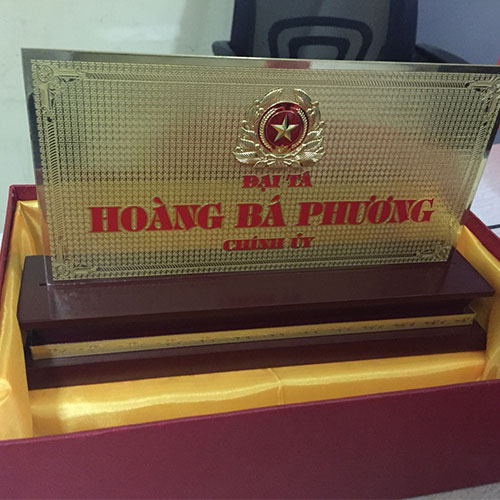 ĐẠI TÁ
HOÀNG BÁ PHƯƠNG
CHÍNH ỦY